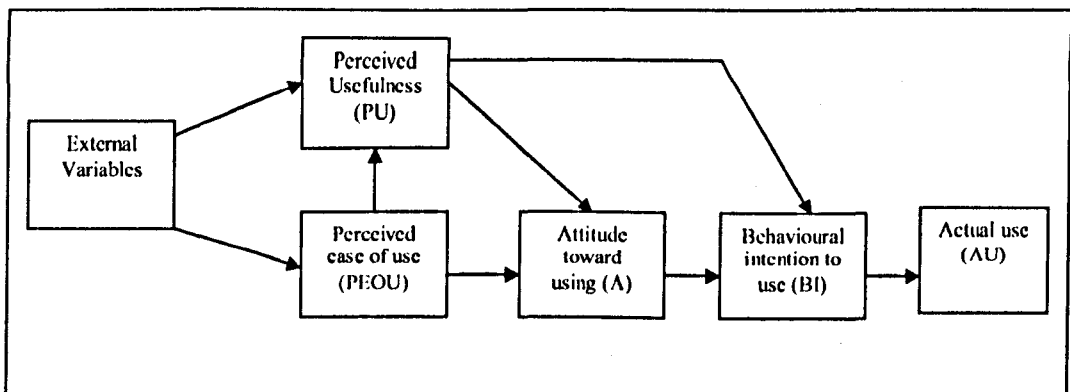 Perceived
Usefulness
(PU)
External
Variables
Perceived
case of use
(PEOU)
Attitude
toward
using (A)
Behavioural
intention to
use (BI)
Actual use
(AU)